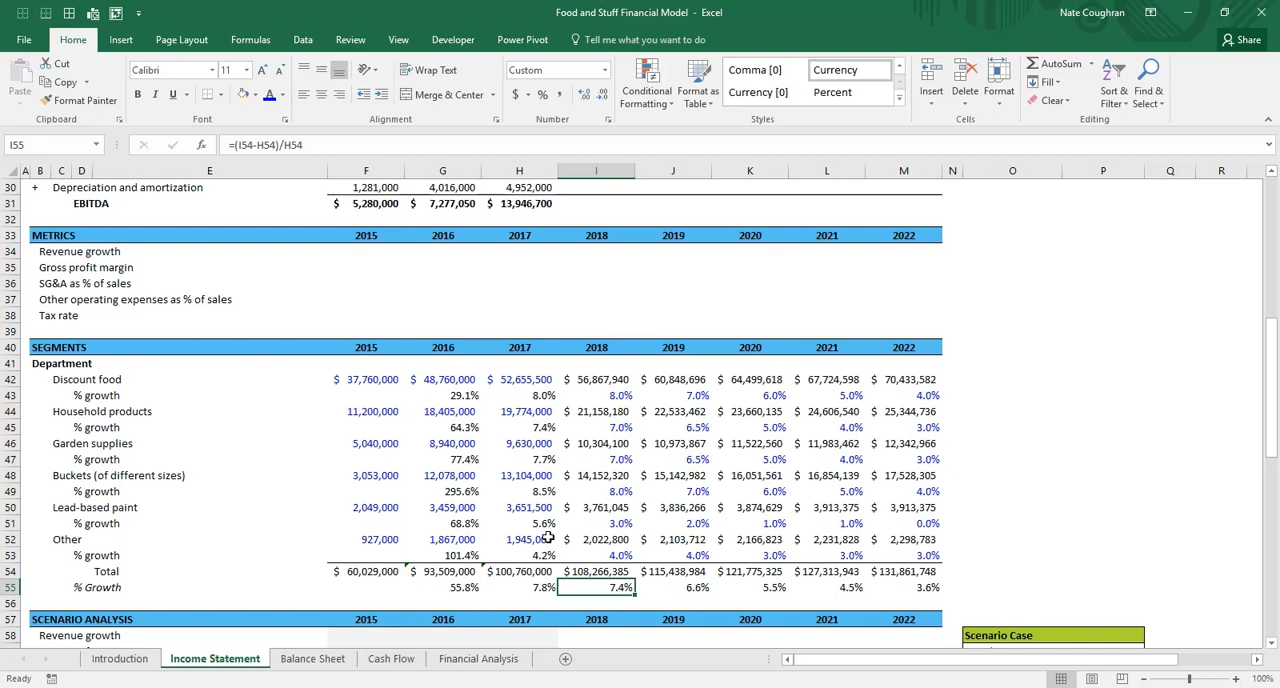 Food and Stuff Financial Model - Excel
Nate Coughran
File Home Insert Page Layout Formulas Data Review View Developer Power Pivot Tell me what you want to do Share
Cut
Copy
Format Painter
Paste
Clipboard
Calibri 11
B I U
Font
Wrap Text
Merge & Center
Alignment
Custom
$ % ,
Number
Conditional Formatting
Format as Table
Comma [0] Currency
Currency [0] Percent
Styles
Insert Delete Format
Cells
AutoSum
Fill
Clear
Sort & Filter
Find & Select
Editing
I55 fx =(I54-H54)/H54
A B C D E F G H I J K L M N O P Q R
30 + Depreciation and amortization 1,281,000 4,016,000 4,952,000
31 EBITDA $ 5,280,000 $ 7,277,050 $ 13,946,700
32
33 METRICS 2015 2016 2017 2018 2019 2020 2021 2022
34 Revenue growth
35 Gross profit margin
36 SG&A as % of sales
37 Other operating expenses as % of sales
38 Tax rate
39
40 SEGMENTS 2015 2016 2017 2018 2019 2020 2021 2022
41 Department
42 Discount food $ 37,760,000 $ 48,760,000 $ 52,655,500 $ 56,867,940 $ 60,848,696 $ 64,499,618 $ 67,724,598 $ 70,433,582
43 % growth 29.1% 8.0% 8.0% 7.0% 6.0% 5.0% 4.0%
44 Household products 11,200,000 18,405,000 19,774,000 $ 21,158,180 $ 22,533,462 $ 23,660,135 $ 24,606,540 $ 25,344,736
45 % growth 64.3% 7.4% 7.0% 6.5% 5.0% 4.0% 3.0%
46 Garden supplies 5,040,000 8,940,000 9,630,000 $ 10,304,100 $ 10,973,867 $ 11,522,560 $ 11,983,462 $ 12,342,966
47 % growth 77.4% 7.7% 7.0% 6.5% 5.0% 4.0% 3.0%
48 Buckets (of different sizes) 3,053,000 12,078,000 13,104,000 $ 14,152,320 $ 15,142,982 $ 16,051,561 $ 16,854,139 $ 17,528,305
49 % growth 295.6% 8.5% 8.0% 7.0% 6.0% 5.0% 4.0%
50 Lead-based paint 2,049,000 3,459,000 3,651,500 $ 3,761,045 $ 3,836,266 $ 3,874,629 $ 3,913,375 $ 3,913,375
51 % growth 68.8% 5.6% 3.0% 2.0% 1.0% 1.0% 0.0%
52 Other 927,000 1,867,000 $ 2,022,800 $ 2,103,712 $ 2,166,823 $ 2,231,828 $ 2,298,783
53 % growth 101.4% 4.2% 4.0% 4.0% 3.0% 3.0% 3.0%
54 Total $ 60,029,000 $ 93,509,000 $ 100,760,000 $ 108,266,385 $ 115,438,984 $ 121,775,325 $ 127,313,943 $ 131,861,748
55 % Growth 55.8% 7.8% 7.4% 6.6% 5.5% 4.5% 3.6%
56
57 SCENARIO ANALYSIS 2015 2016 2017 2018 2019 2020 2021 2022
58 Revenue growth Scenario Case
Introduction Income Statement Balance Sheet Cash Flow Financial Analysis
Ready 100%